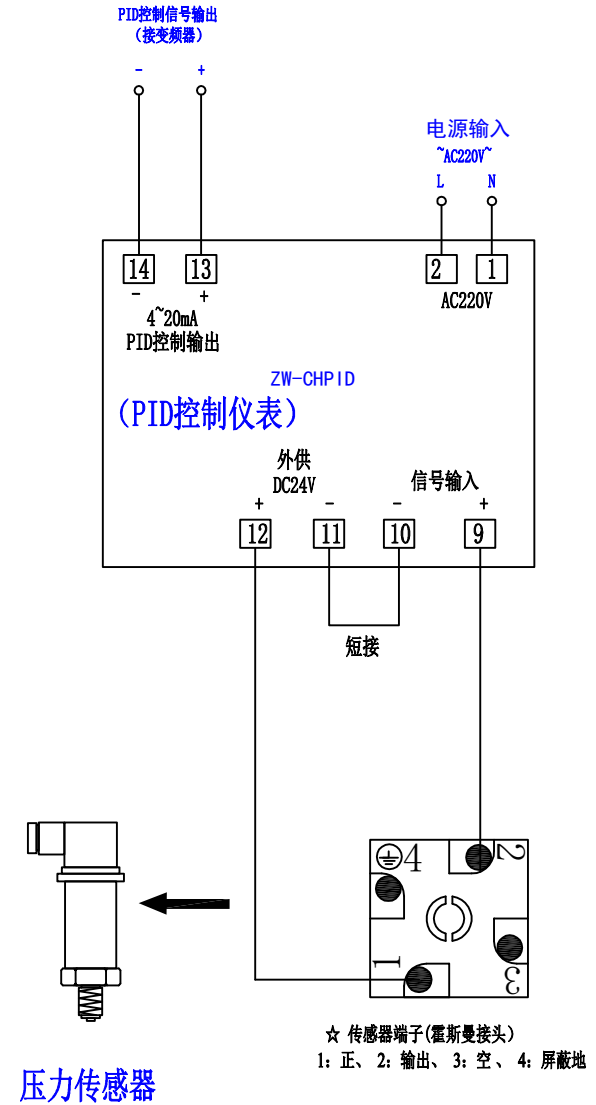 PID控制信号输出
（接变频器）
- +
电源输入
~AC220V~
L N
14 13 2 1
- +
AC220V
4~20mA
PID控制输出
ZW-CHPID
（PID控制仪表）
外供
DC24V
信号输入
+ - - +
12 11 10 9
短接
4 2
1 3
☆ 传感器端子(霍斯曼接头)
1: 正、 2: 输出、 3: 空、 4: 屏蔽地
压力传感器